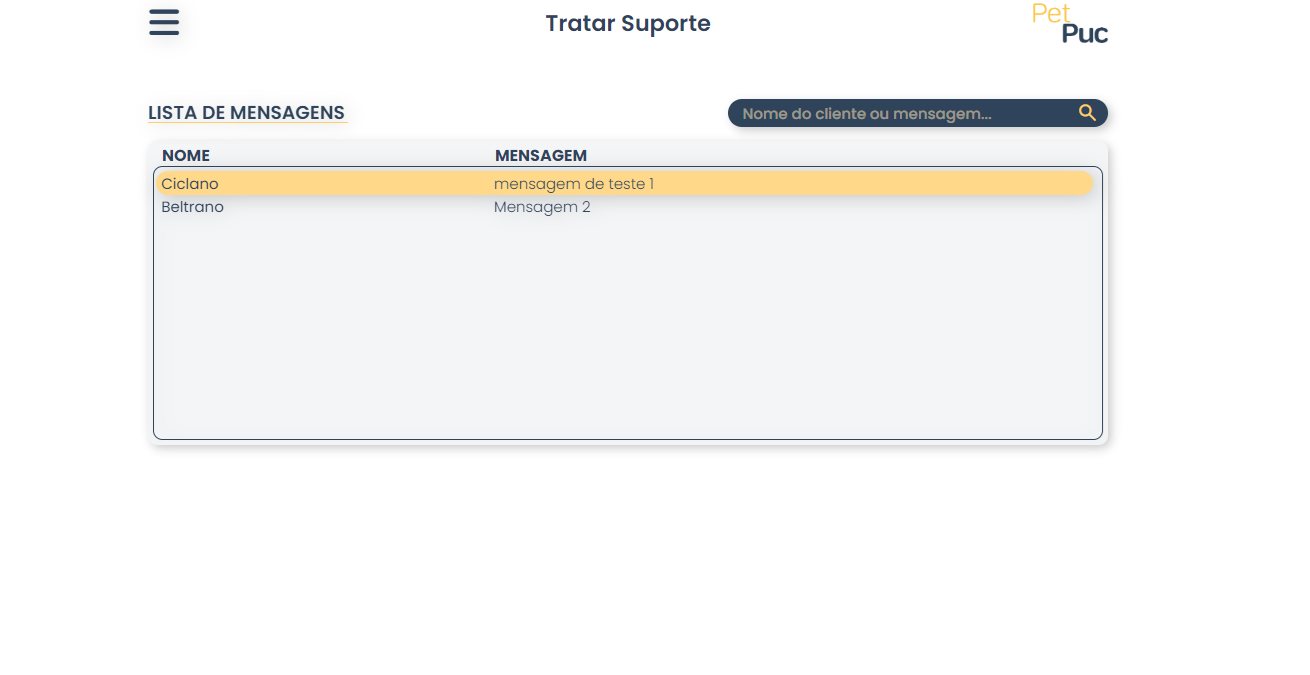 Tratar Suporte
Pet
Puc
LISTA DE MENSAGENS
Nome do cliente ou mensagem...
NOME MENSAGEM
Ciclano mensagem de teste 1
Beltrano Mensagem 2